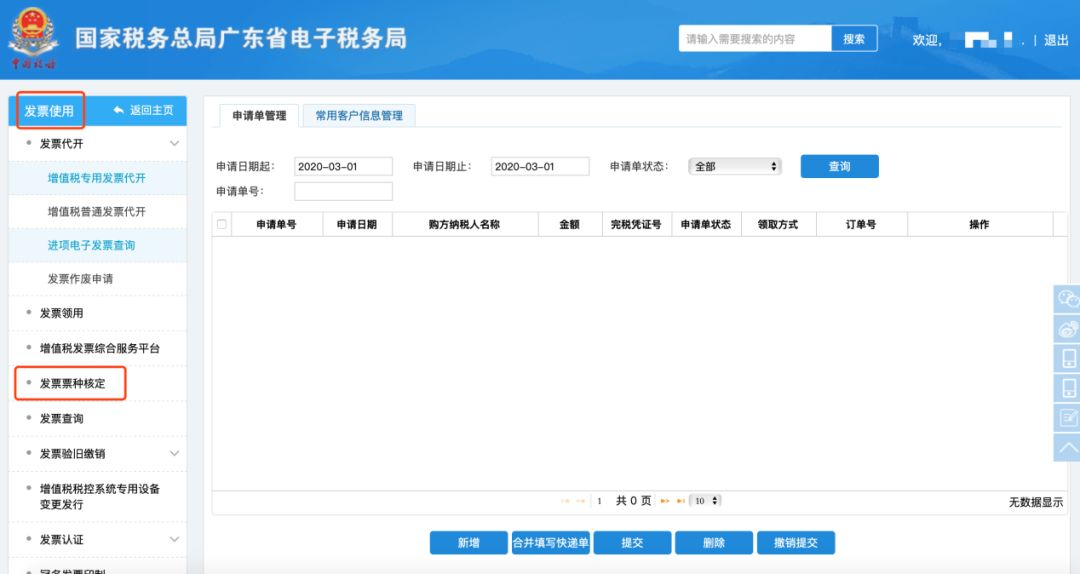 国家税务总局广东省电子税务局
中国税务
请输入需要搜索的内容
搜索
欢迎,
. | 退出
发票使用
返回主页
发票代开
增值税专用发票代开
增值税普通发票代开
进项电子发票查询
发票作废申请
发票领用
增值税发票综合服务平台
发票票种核定
发票查询
发票验旧缴销
增值税税控系统专用设备
变更发行
发票认证
冠名发票印制
申请单管理
常用客户信息管理
申请日期起: 2020-03-01 申请日期止: 2020-03-01 申请单状态: 全部 查询
申请单号:
申请单号 申请日期 购方纳税人名称 金额 完税凭证号 申请单状态 领取方式 订单号 操作
1 共 0 页 10 无数据显示
新增 合并填写快递单 提交 删除 撤销提交